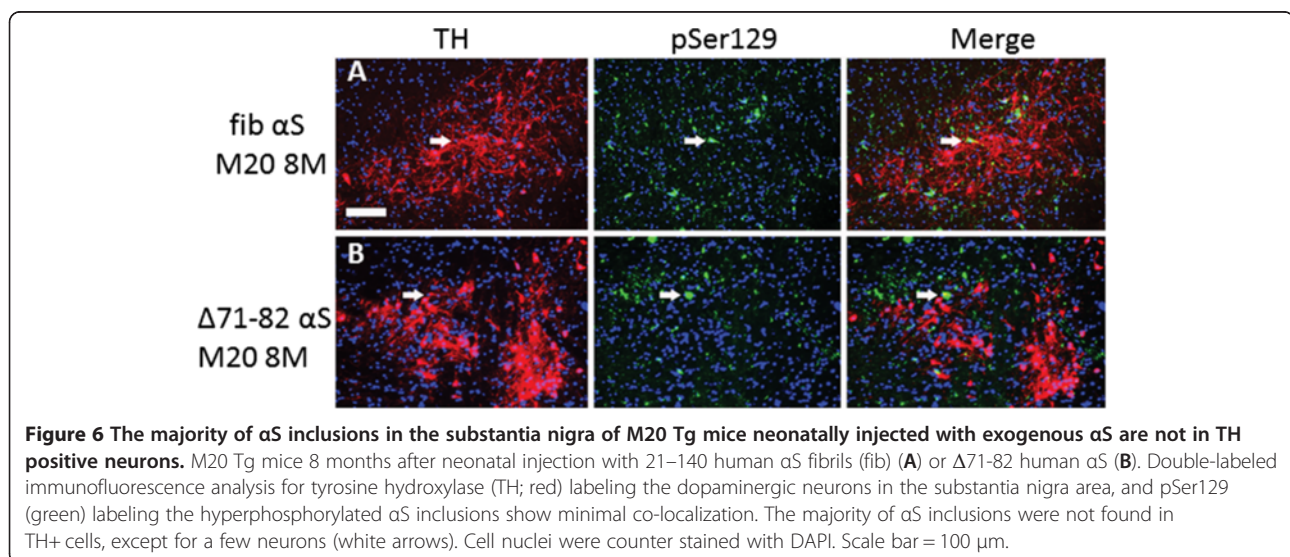 TH pSer129 Merge
A
fib αS
M20 8M
B
Δ71-82 αS
M20 8M
Figure 6 The majority of αS inclusions in the substantia nigra of M20 Tg mice neonatally injected with exogenous αS are not in TH
positive neurons. M20 Tg mice 8 months after neonatal injection with 21–140 human αS fibrils (fib) (A) or Δ71-82 human αS (B). Double-labeled
immunofluorescence analysis for tyrosine hydroxylase (TH; red) labeling the dopaminergic neurons in the substantia nigra area, and pSer129
(green) labeling the hyperphosphorylated αS inclusions show minimal co-localization. The majority of αS inclusions were not found in
TH+ cells, except for a few neurons (white arrows). Cell nuclei were counter stained with DAPI. Scale bar = 100 μm.